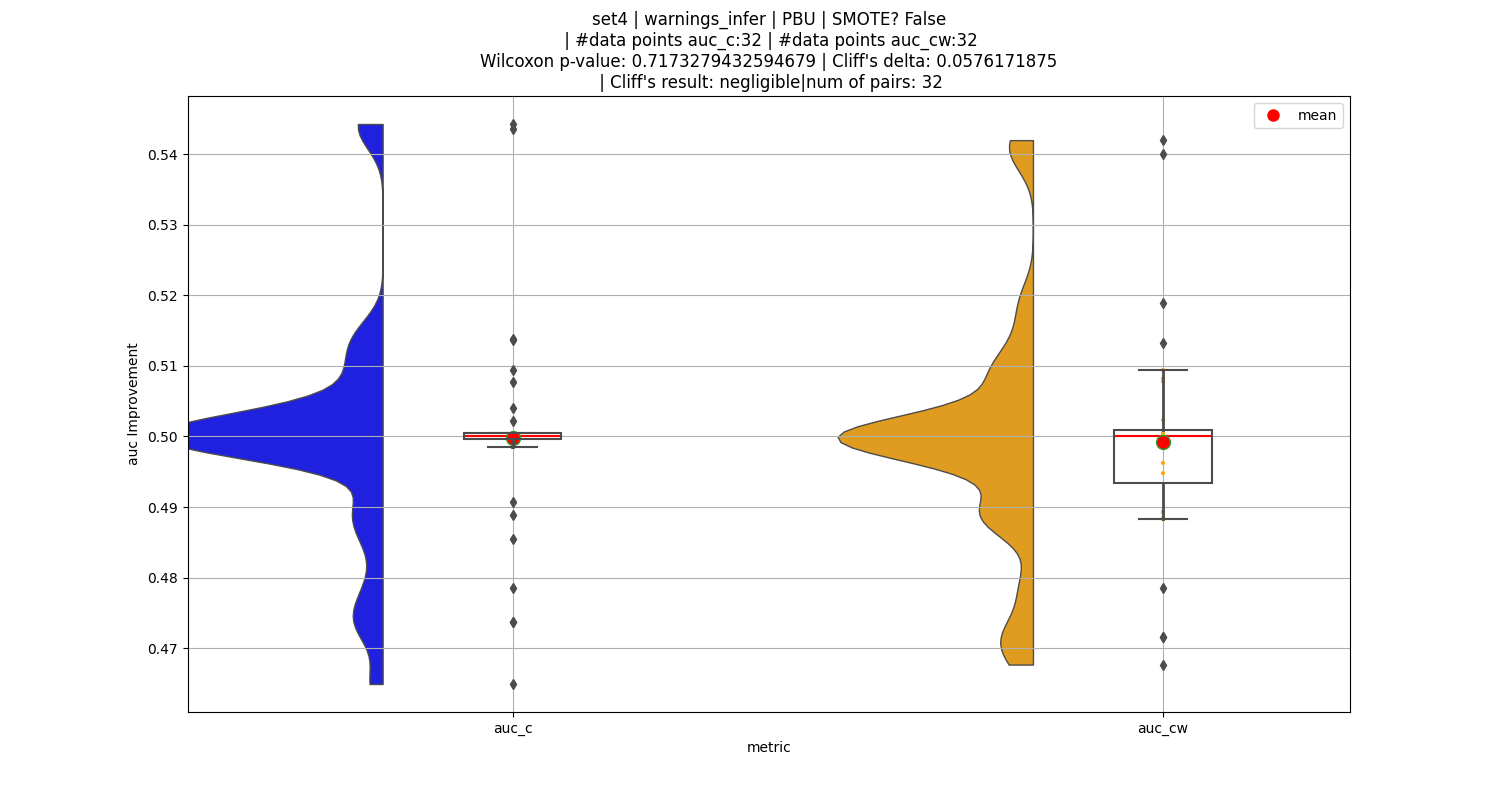 set4 | warnings_infer | PBU | SMOTE? False
| #data points auc_c:32 | #data points auc_cw:32
Wilcoxon p-value: 0.7173279432594679 | Cliff's delta: 0.0576171875
| Cliff's result: negligible|num of pairs: 32
mean
0.54
0.53
0.52
0.51
0.50
0.49
0.48
0.47
auc Improvement
auc_c
auc_cw
metric